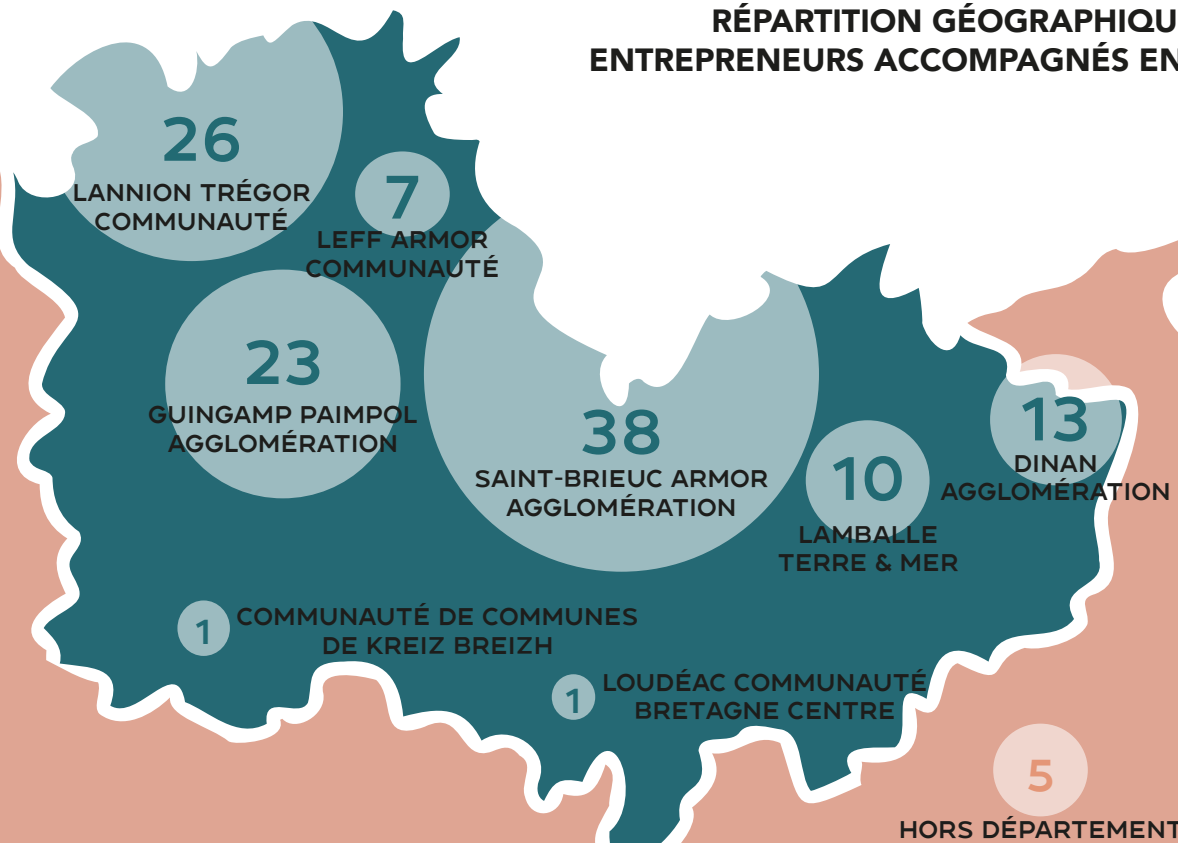 RÉPARTITION GÉOGRAPHIQU
ENTREPRENEURS ACCOMPAGNÉS EN
26
LANNION TRÉGOR
COMMUNAUTÉ
7
LEFF ARMOR
COMMUNAUTÉ
23
GUINGAMP PAIMPOL
AGGLOMÉRATION
38
SAINT-BRIEUC ARMOR
AGGLOMÉRATION
10
LAMBALLE
TERRE & MER
13
DINAN
AGGLOMÉRATION
1
COMMUNAUTÉ DE COMMUNES
DE KREIZ BREIZH
1
LOUDÉAC COMMUNAUTÉ
BRETAGNE CENTRE
5
HORS DÉPARTEMENT